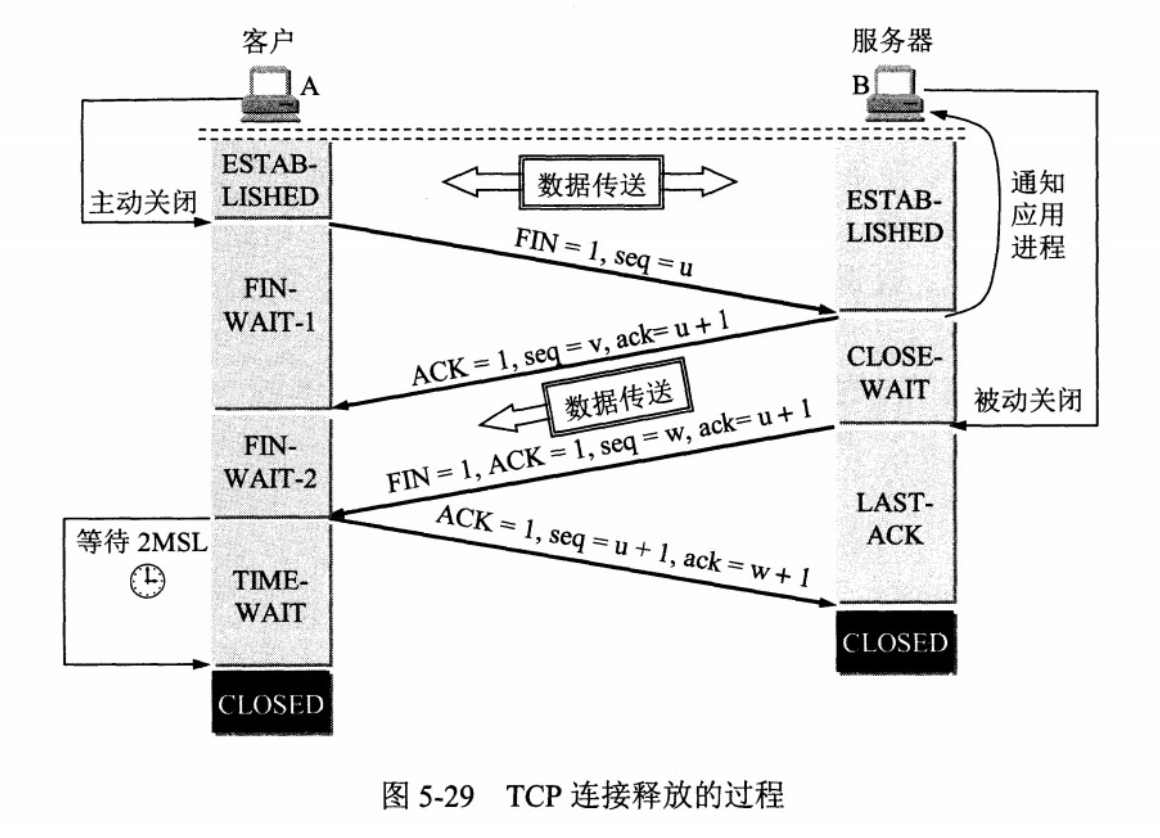 客户
服务器
A
B
ESTAB-
LISHED
数据传送
ESTAB-
LISHED
通知
应用
进程
主动关闭
FIN = 1, seq = u
FIN-
WAIT-1
ACK = 1, seq = v, ack= u + 1
CLOSE-
WAIT
数据传送
被动关闭
FIN-
WAIT-2
FIN = 1, ACK = 1, seq = w, ack= u + 1
LAST-
ACK
ACK = 1, seq = u + 1, ack = w + 1
等待 2MSL
TIME-
WAIT
CLOSED
CLOSED
图 5-29 TCP 连接释放的过程